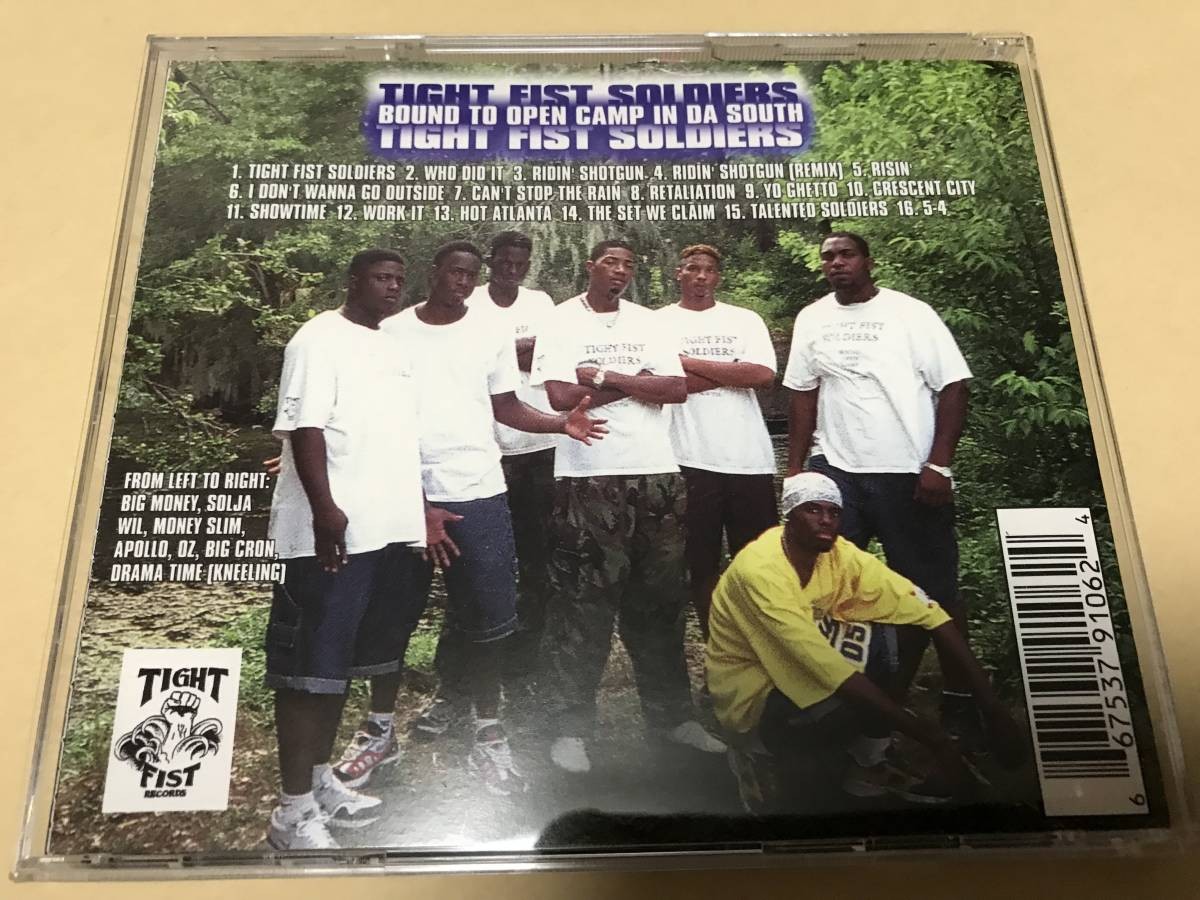 TIGHT FIST SOLDIERS
BOUND TO OPEN CAMP IN DA SOUTH
TIGHT FIST SOLDIERS
1. TIGHT FIST SOLDIERS 2. WHO DID IT 3. RIDIN' SHOTGUN 4. RIDIN' SHOTGUN [REMIX] 5. RISIN'
6. I DON'T WANNA GO OUTSIDE 7. CAN'T STOP THE RAIN 8. RETALIATION 9. YO GHETTO 10. CRESCENT CITY
11. SHOWTIME 12. WORK IT 13. HOT ATLANTA 14. THE SET WE CLAIM 15. TALENTED SOLDIERS 16. 5-4
TIGHT FIST
SOLDIERS
TIGHT FIST
SOLDIERS
TIGHT FIST
SOLDIERS
FROM LEFT TO RIGHT:
BIG MONEY, SOLJA
WIL, MONEY SLIM,
APOLLO, OZ, BIG CRON,
DRAMA TIME [KNEELING]
05
TIGHT
FIST
RECORDS
6 67537 91062 4